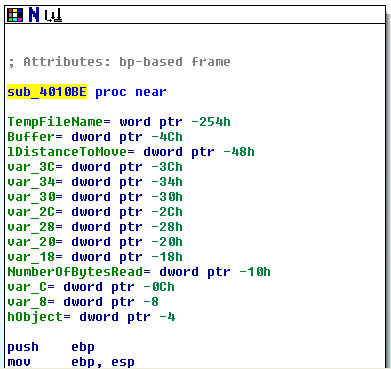 ; Attributes: bp-based frame
sub_4010BE proc near
TempFileName= word ptr -254h
Buffer= dword ptr -4Ch
lDistanceToMove= dword ptr -48h
var_3C= dword ptr -3Ch
var_34= dword ptr -34h
var_30= dword ptr -30h
var_2C= dword ptr -2Ch
var_28= dword ptr -28h
var_20= dword ptr -20h
var_18= dword ptr -18h
NumberOfBytesRead= dword ptr -10h
var_C= dword ptr -0Ch
var_8= dword ptr -8
hObject= dword ptr -4
push ebp
mov ebp, esp